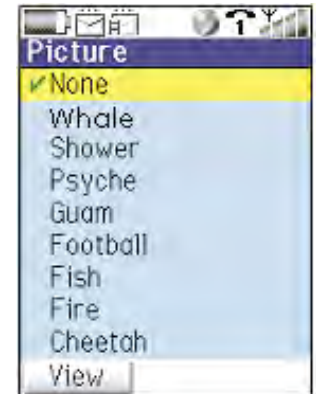 Picture
None
Whale
Shower
Psyche
Guam
Football
Fish
Fire
Cheetah
View